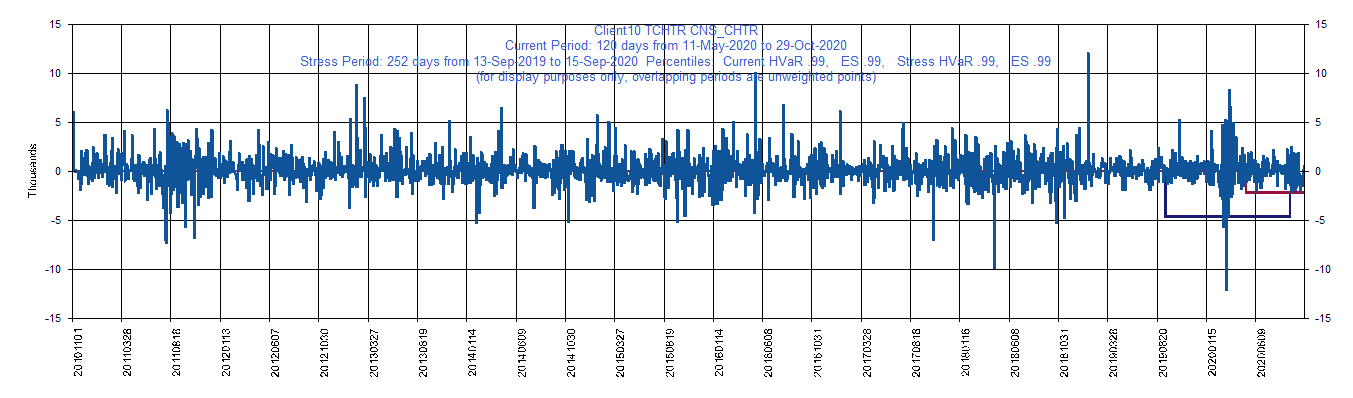 Client10 TCHTR CNS_CHTR
Current Period: 120 days from 11-May-2020 to 29-Oct-2020
Stress Period: 252 days from 13-Sep-2019 to 15-Sep-2020 Percentiles: Current HVaR .99, ES .99, Stress HVaR .99, ES .99
(for display purposes only, overlapping periods are unweighted points)
15 15
10 10
5 5
0 0
-5 -5
-10 -10
-15 -15
Thousands
20101101 20110328 20110818 20120113 20120607 20121030 20130327 20130819 20140114 20140609 20141030 20150327 20150819 20160114 20160608 20161031 20170328 20170818 20180116 20180608 20181031 20190328 20190820 20200115 20200609